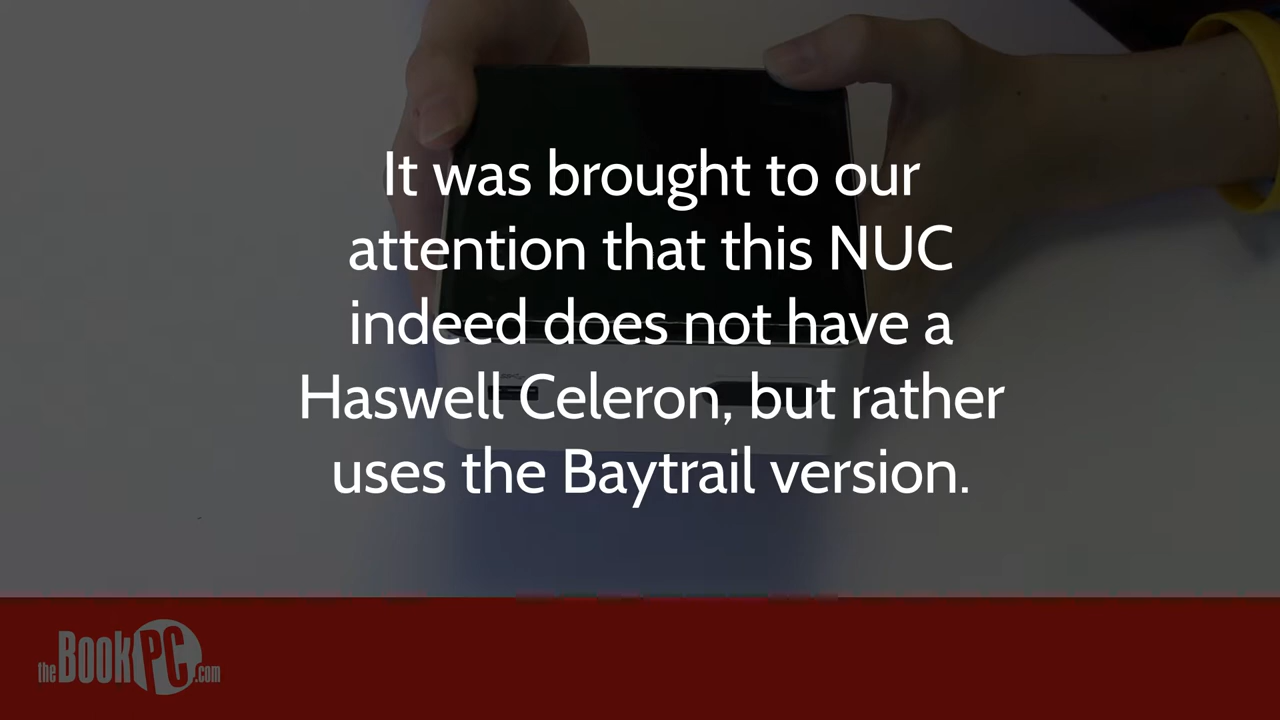 It was brought to our
attention that this NUC
indeed does not have a
Haswell Celeron, but rather
uses the Baytrail version.
theBookPC.com